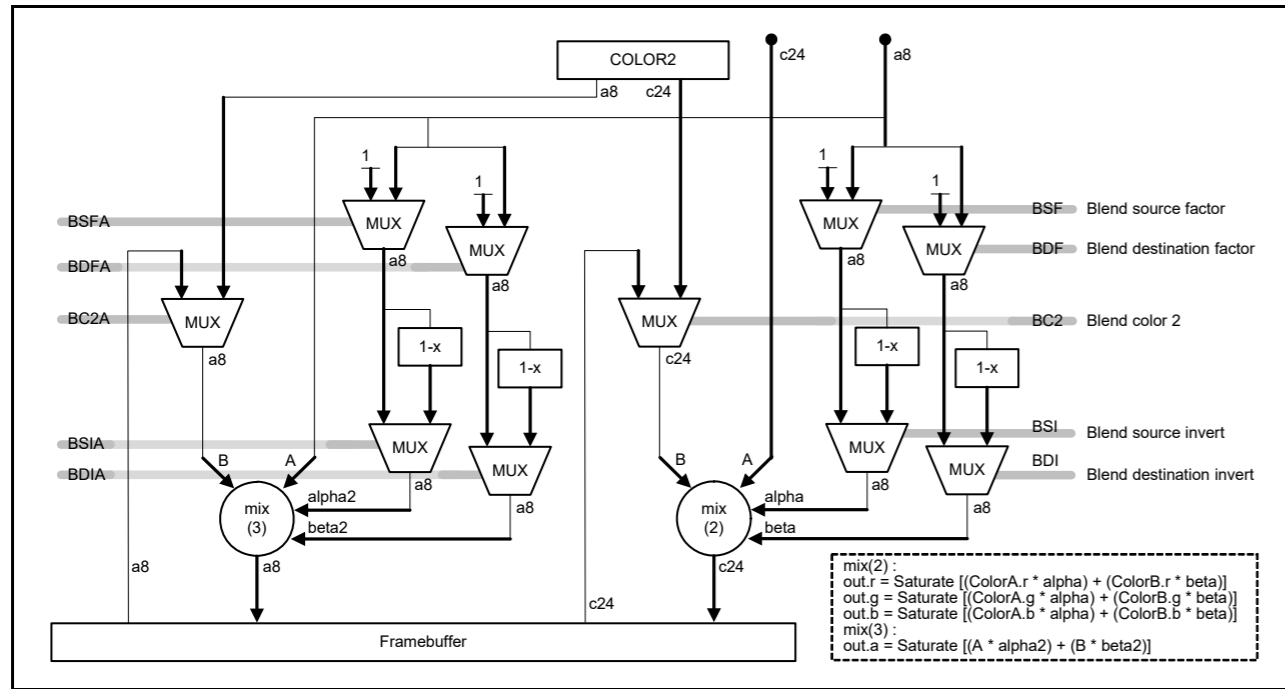 COLOR2
c24
a8
a8
c24
1
1
1
1
MUX
MUX
MUX
MUX
BSFA
BSF
Blend source factor
BDFA
BDF
Blend destination factor
a8
a8
a8
a8
BC2A
MUX
MUX
BC2
Blend color 2
a8
c24
1-x
1-x
1-x
1-x
BSIA
MUX
MUX
BSI
Blend source invert
BDIA
B
A
MUX
B
A
MUX
BDI
Blend destination invert
a8
a8
alpha2
alpha
mix
(3)
mix
(2)
a8
a8
beta2
beta
a8
a8
c24
c24
Framebuffer
mix(2) :
out.r = Saturate [(ColorA.r * alpha) + (ColorB.r * beta)]
out.g = Saturate [(ColorA.g * alpha) + (ColorB.g * beta)]
out.b = Saturate [(ColorA.b * alpha) + (ColorB.b * beta)]
mix(3) :
out.a = Saturate [(A * alpha2) + (B * beta2)]